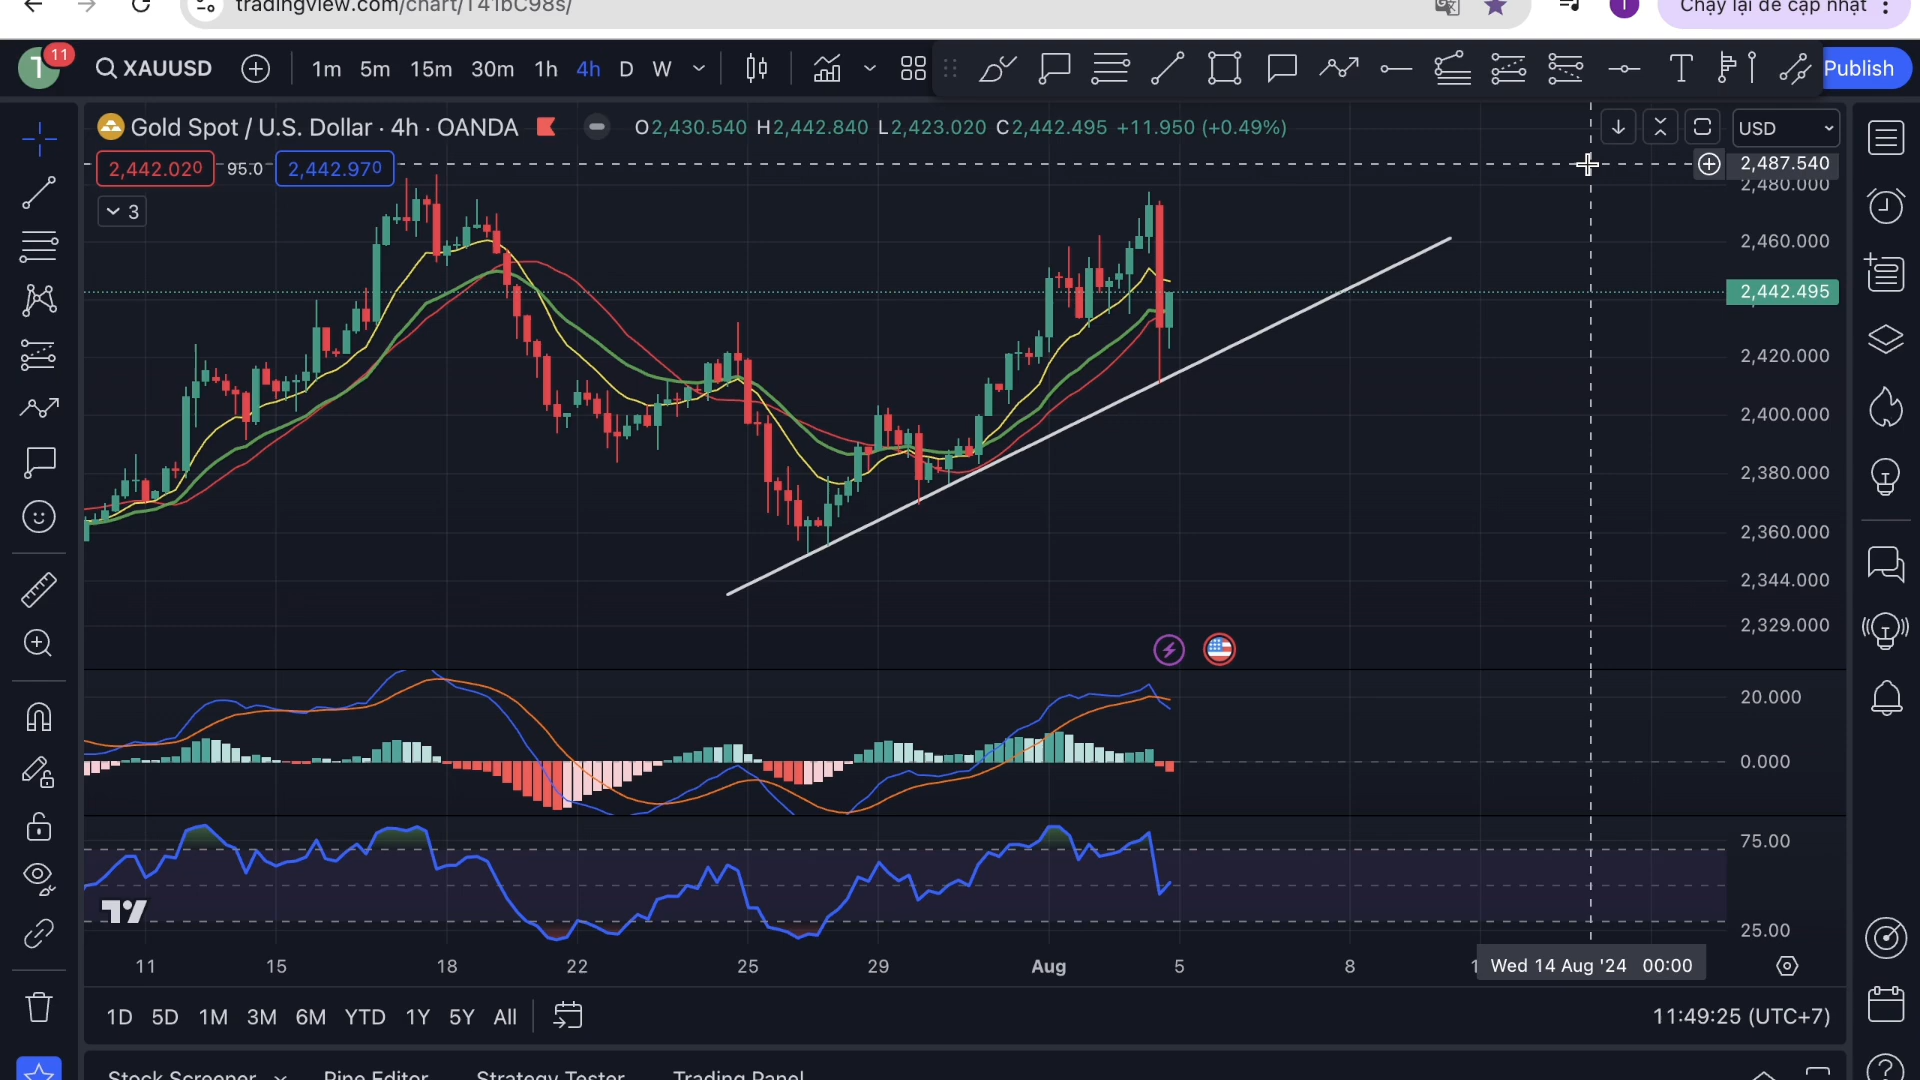 tradingview.com/chart/T41bC98s/
Chạy lại để cập nhật
11
T
XAUUSD
1m 5m 15m 30m 1h 4h D W
Publish
Gold Spot / U.S. Dollar · 4h · OANDA
O2,430.540 H2,442.840 L2,423.020 C2,442.495 +11.950 (+0.49%)
USD
2,442.020
95.0
2,442.970
3
2,487.540
2,480.000
2,460.000
2,442.495
2,420.000
2,400.000
2,380.000
2,360.000
2,344.000
2,329.000
20.000
0.000
75.00
25.00
11 15 18 22 25 29 Aug 5 8
Wed 14 Aug '24 00:00
1D 5D 1M 3M 6M YTD 1Y 5Y All
11:49:25 (UTC+7)
Stock Screener Pine Editor Strategy Tester Trading Panel